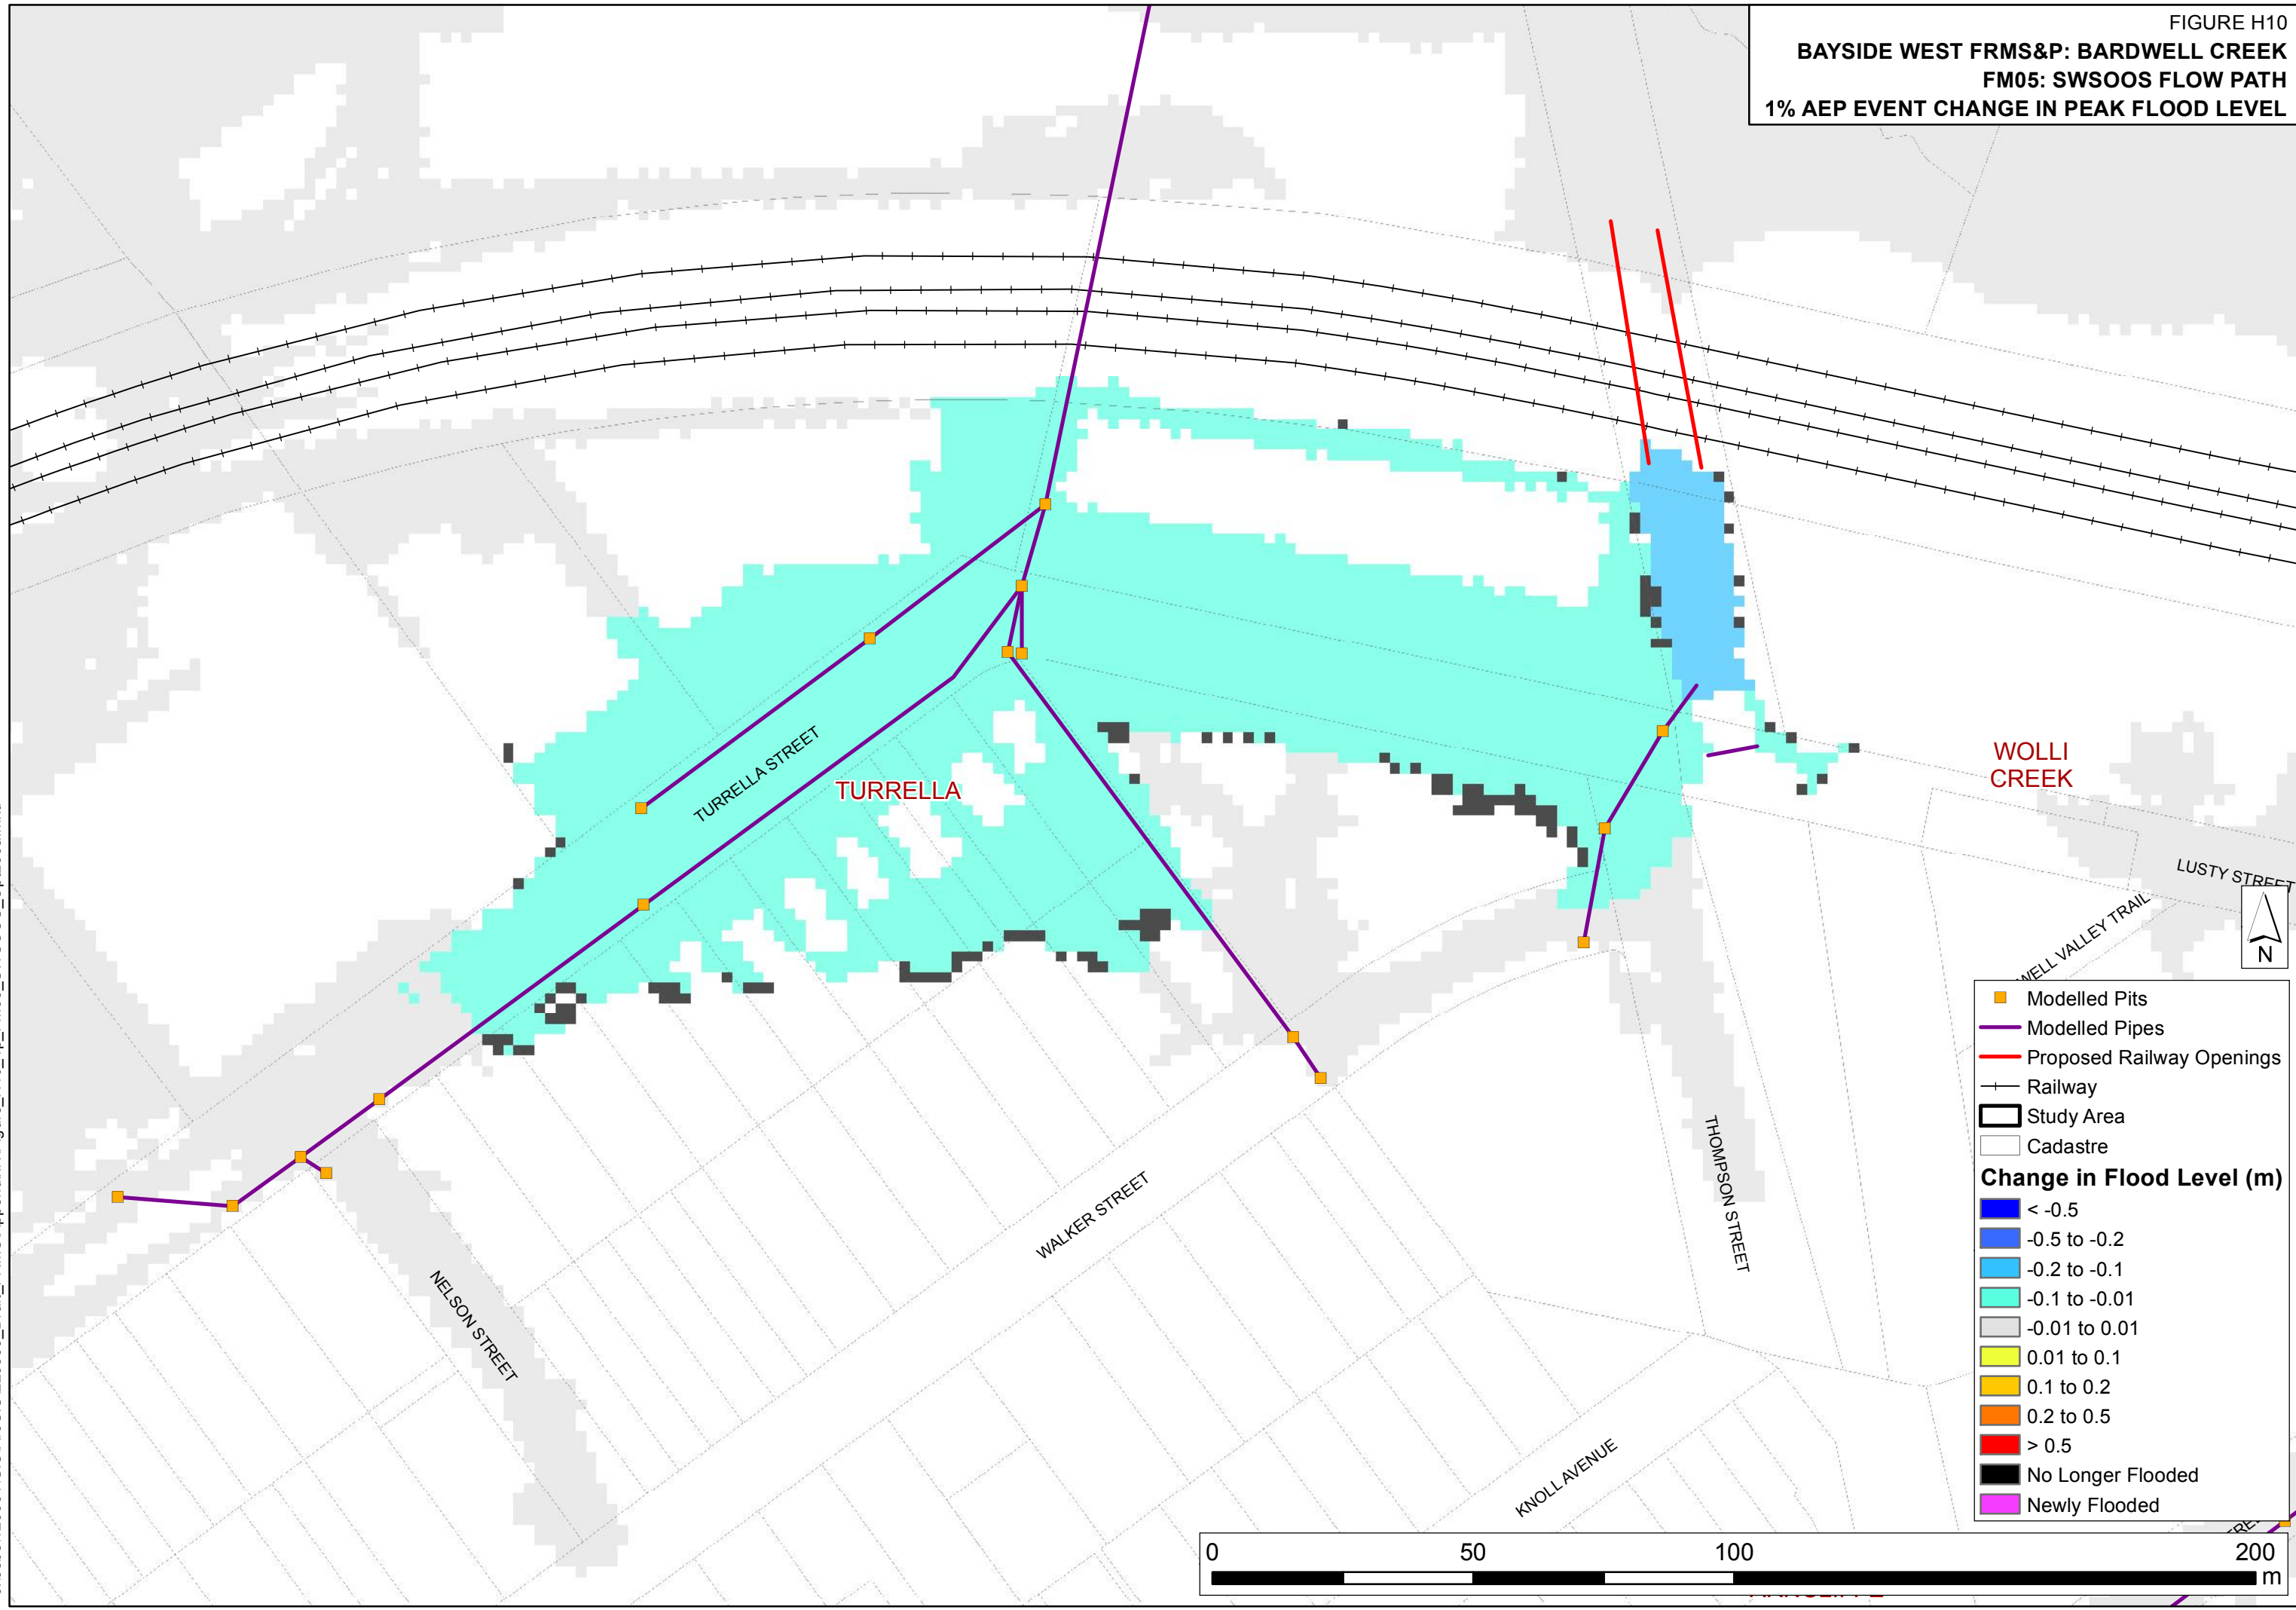 FIGURE H10
BAYSIDE WEST FRMS&P: BARDWELL CREEK
FM05: SWSOOS FLOW PATH
1% AEP EVENT CHANGE IN PEAK FLOOD LEVEL
TURRELLA STREET
TURRELLA
WOLLI
CREEK
LUSTY STREET
WELL VALLEY TRAIL
N
THOMPSON STREET
WALKER STREET
NELSON STREET
KNOLL AVENUE
Modelled Pits
Modelled Pipes
Proposed Railway Openings
Railway
Study Area
Cadastre
Change in Flood Level (m)
< -0.5
-0.5 to -0.2
-0.2 to -0.1
-0.1 to -0.01
-0.01 to 0.01
0.01 to 0.1
0.1 to 0.2
0.2 to 0.5
> 0.5
No Longer Flooded
Newly Flooded
0 50 100 200
m